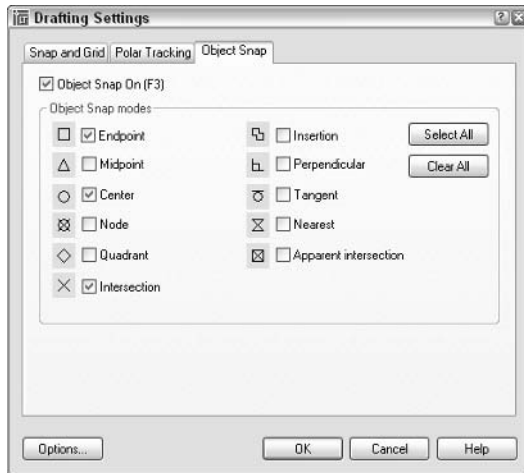 Drafting Settings
Snap and Grid Polar Tracking Object Snap
Object Snap On (F3)
Object Snap modes
Endpoint
Midpoint
Center
Node
Quadrant
Intersection
Insertion
Perpendicular
Tangent
Nearest
Apparent intersection
Select All
Clear All
Options...
OK
Cancel
Help